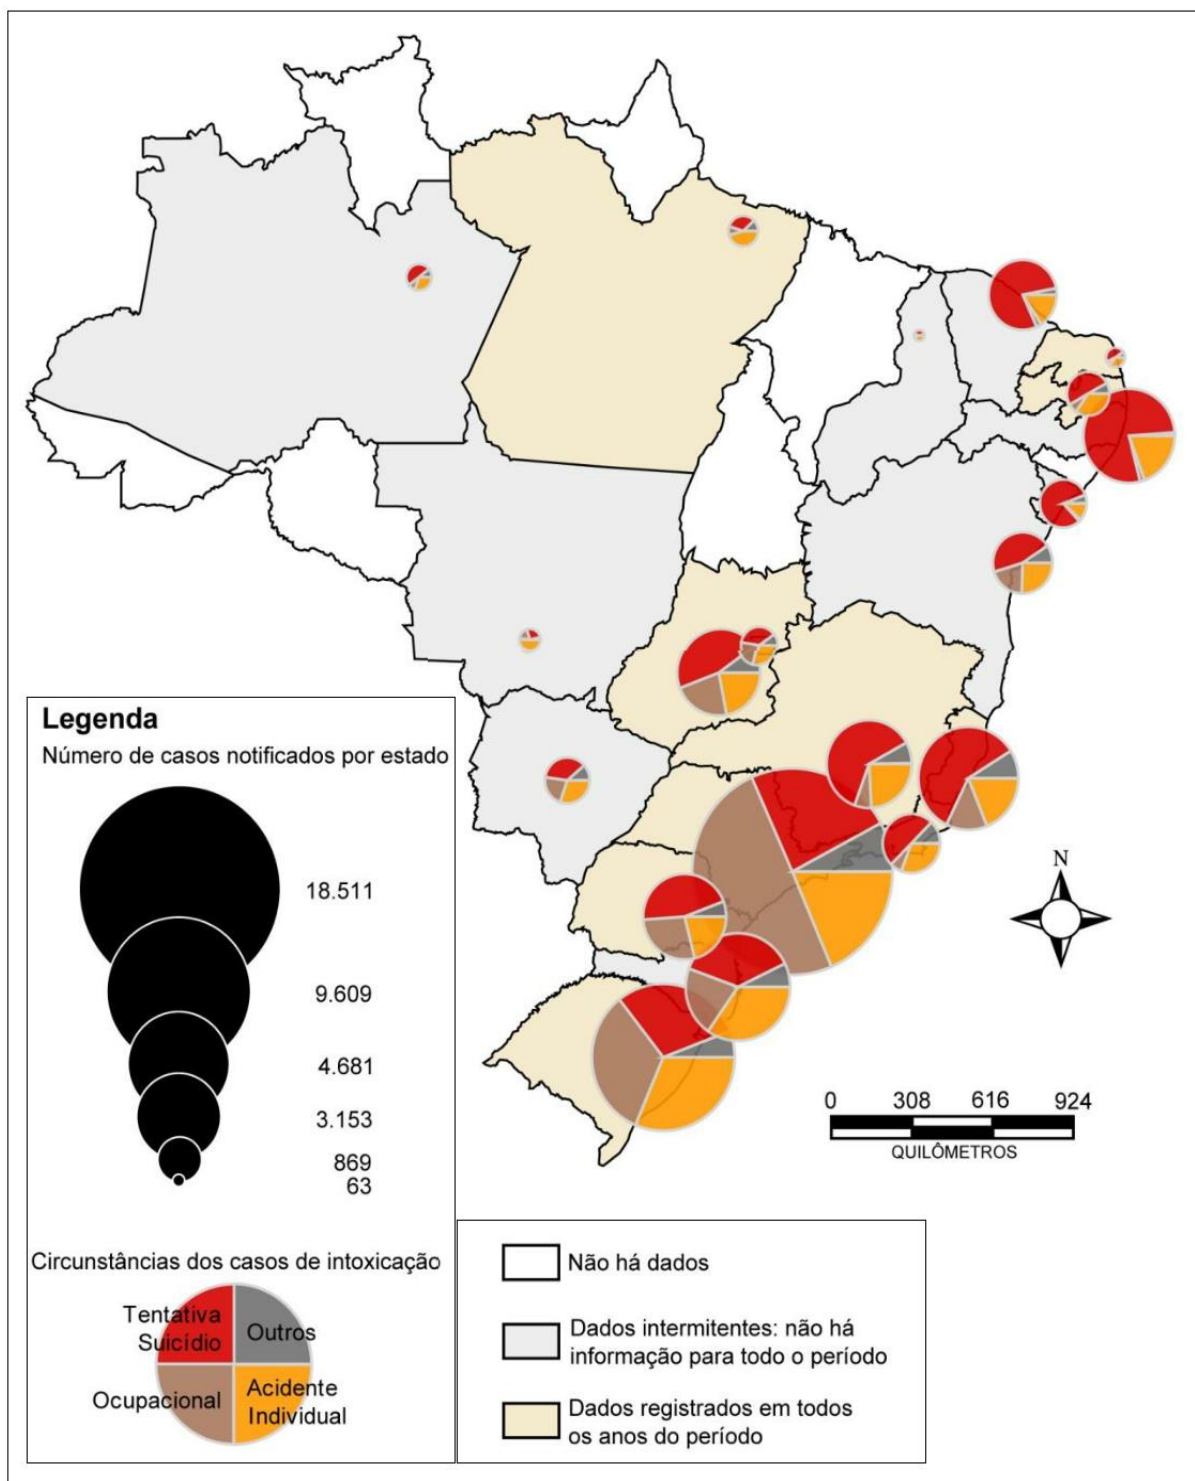 N
0 308 616 924
QUILÔMETROS
Legenda
Número de casos notificados por estado
18.511
9.609
4.681
3.153
869
63
Circunstâncias dos casos de intoxicação
Tentativa
Suicídio
Outros
Ocupacional
Acidente
Individual
Não há dados
Dados intermitentes: não há
informação para todo o período
Dados registrados em todos
os anos do período